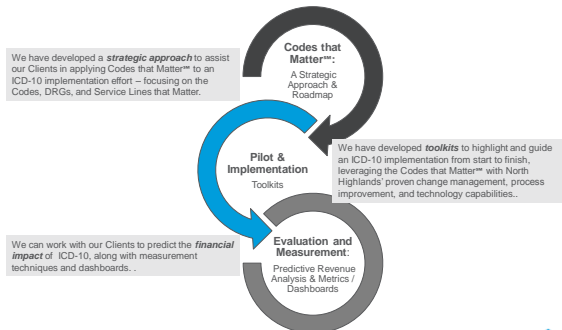 Codes that
Matter℠:
A Strategic
Approach &
Roadmap
We have developed a strategic approach to assist
our Clients in applying Codes that Matter℠ to an
ICD-10 implementation effort – focusing on the
Codes, DRGs, and Service Lines that Matter.
Pilot &
Implementation
Toolkits
We have developed toolkits to highlight and guide
an ICD-10 implementation from start to finish,
leveraging the Codes that Matter℠ with North
Highlands' proven change management, process
improvement, and technology capabilities..
We can work with our Clients to predict the financial
impact of ICD-10, along with measurement
techniques and dashboards. .
Evaluation and
Measurement:
Predictive Revenue
Analysis & Metrics /
Dashboards